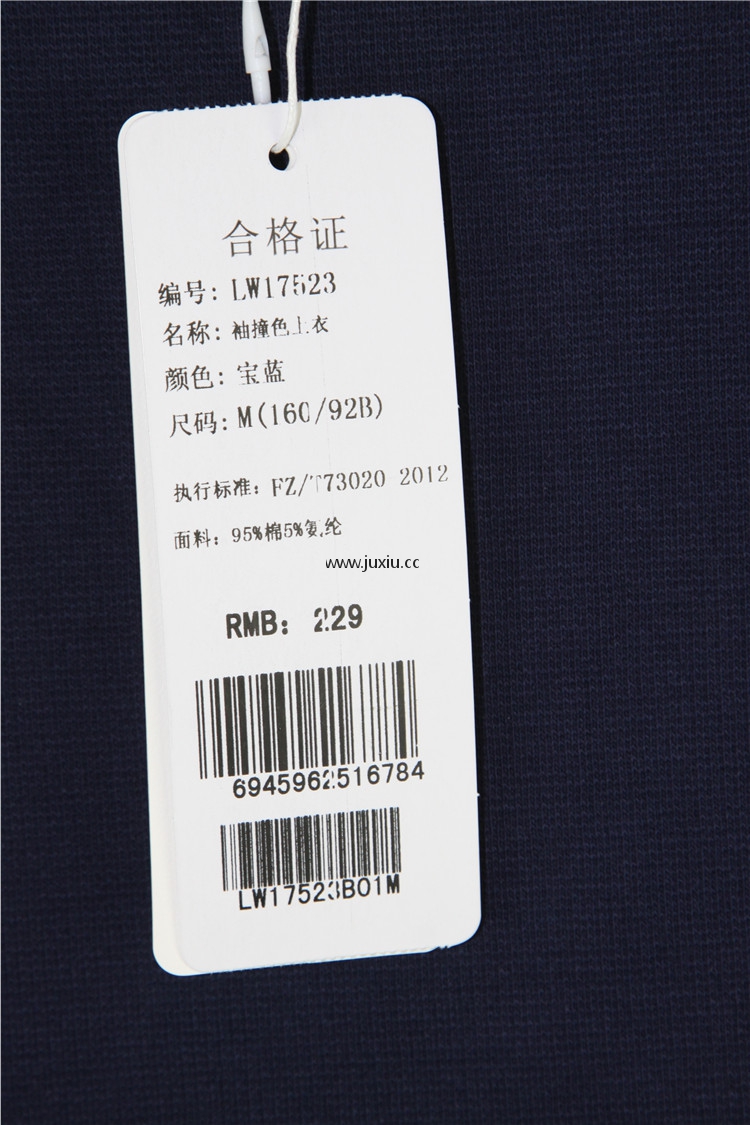 合格证
编号: LW17523
名称: 袖撞色上衣
颜色: 宝蓝
尺码: M(160/92B)
执行标准: FZ/T73020 2012
面料: 95%棉5%氨纶
www.juxiu.cc
RMB: 229
6945962516784
LW17523B01M